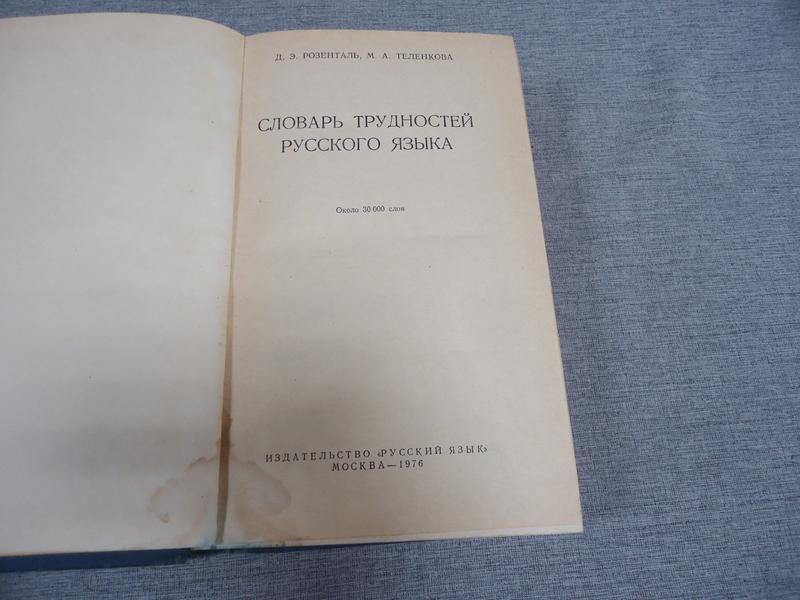 Д. Э. РОЗЕНТАЛЬ, М. А. ТЕЛЕНКОВА
СЛОВАРЬ ТРУДНОСТЕЙ
РУССКОГО ЯЗЫКА
Около 30 000 слов
ИЗДАТЕЛЬСТВО «РУССКИЙ ЯЗЫК»
МОСКВА—1976